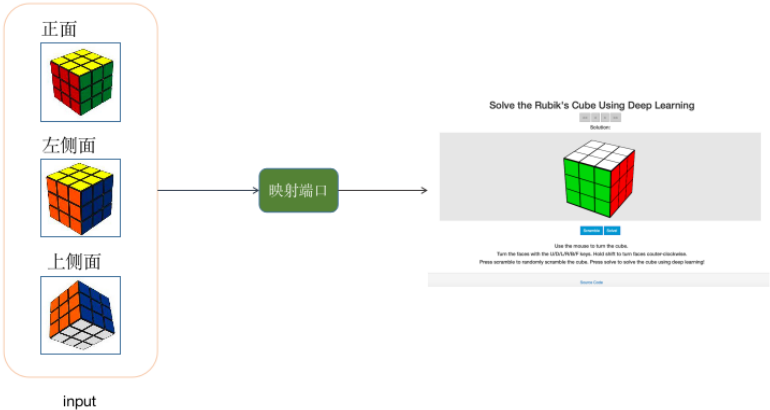 正面
左侧面
上侧面
input
映射端口
Solve the Rubik's Cube Using Deep Learning
Solution:
Scramble Solve!
Use the mouse to turn the cube.
Turn the faces with the U/D/L/R/B/F keys. Hold shift to turn faces couter-clockwise.
Press scramble to randomly scramble the cube. Press solve to solve the cube using deep learning!
Source Code